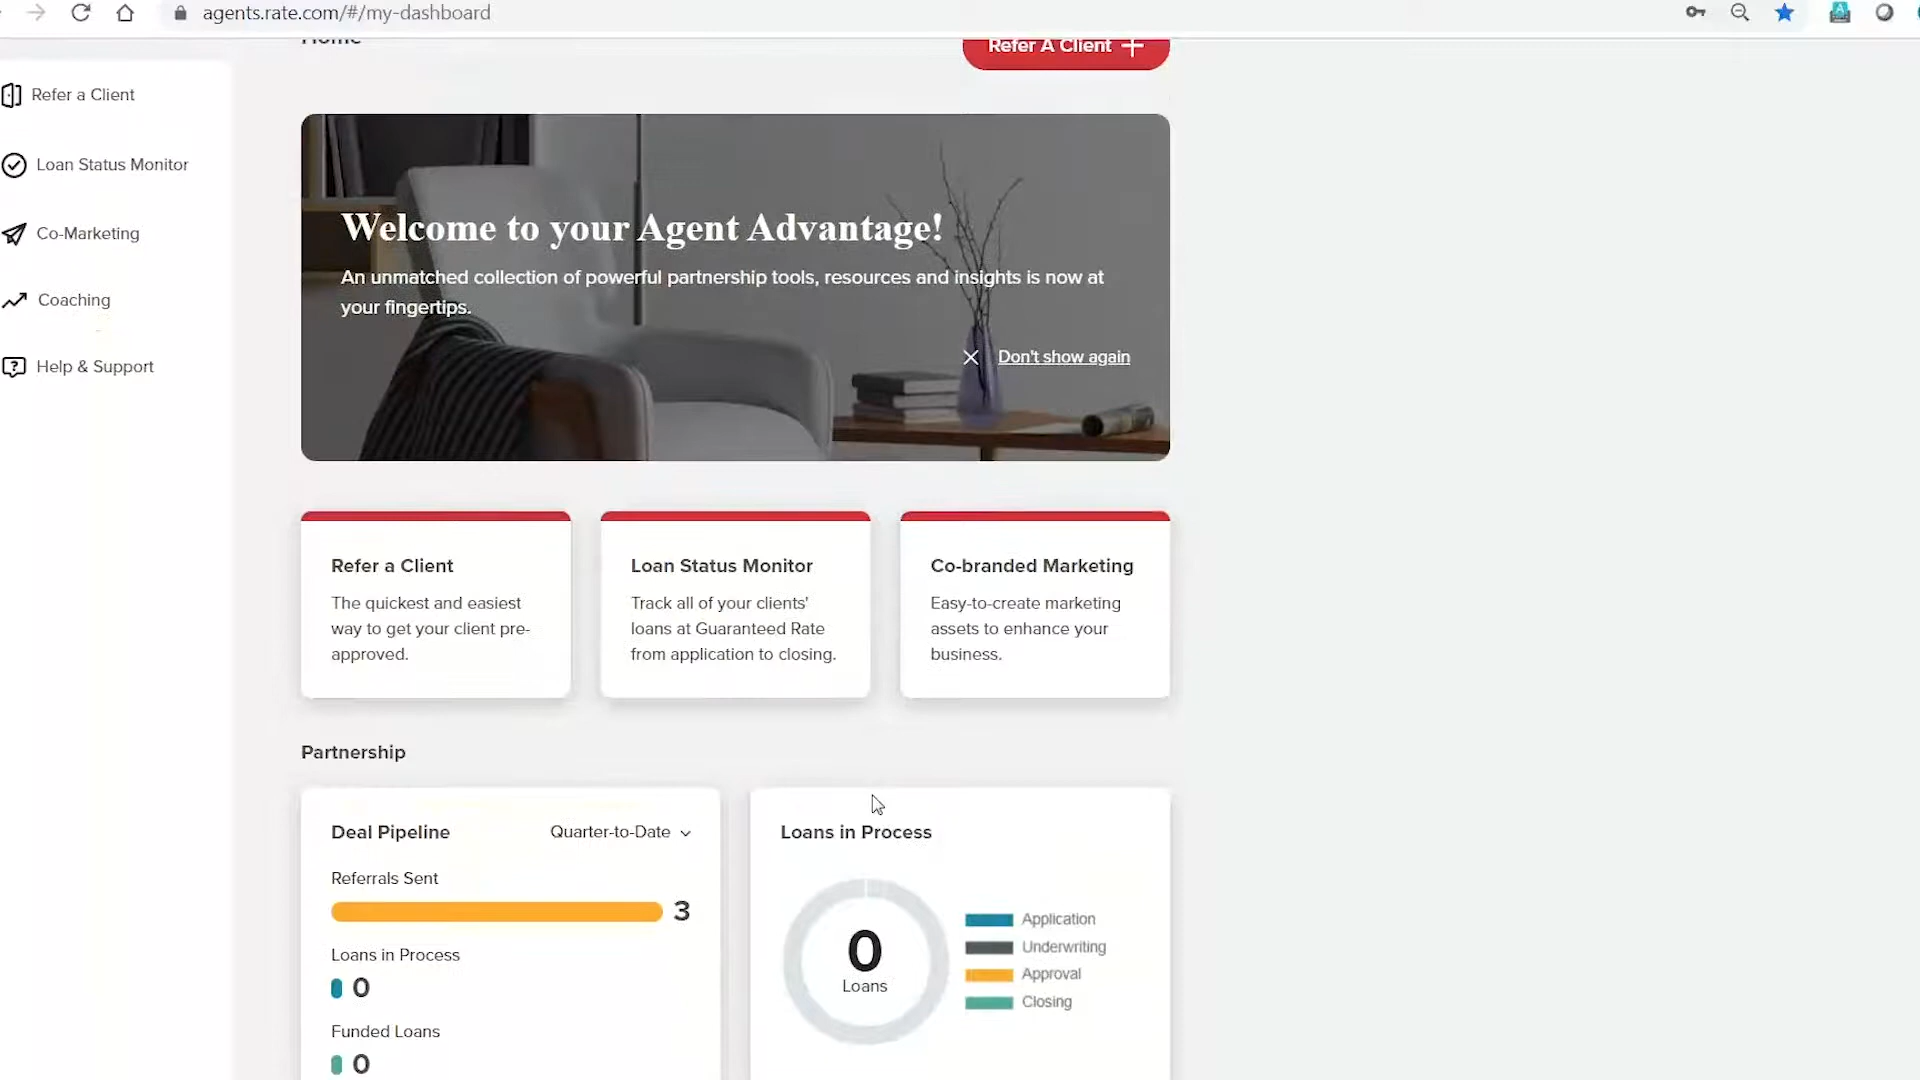 agents.rate.com/#/my-dashboard
Home
Refer A Client
Refer a Client
Loan Status Monitor
Co-Marketing
Coaching
Help & Support
Welcome to your Agent Advantage!
An unmatched collection of powerful partnership tools, resources and insights is now at
your fingertips.
Don't show again
Refer a Client
The quickest and easiest
way to get your client pre-
approved.
Loan Status Monitor
Track all of your clients'
loans at Guaranteed Rate
from application to closing.
Co-branded Marketing
Easy-to-create marketing
assets to enhance your
business.
Partnership
Deal Pipeline
Quarter-to-Date
Referrals Sent
3
Loans in Process
0
Funded Loans
0
Loans in Process
0
Loans
Application
Underwriting
Approval
Closing